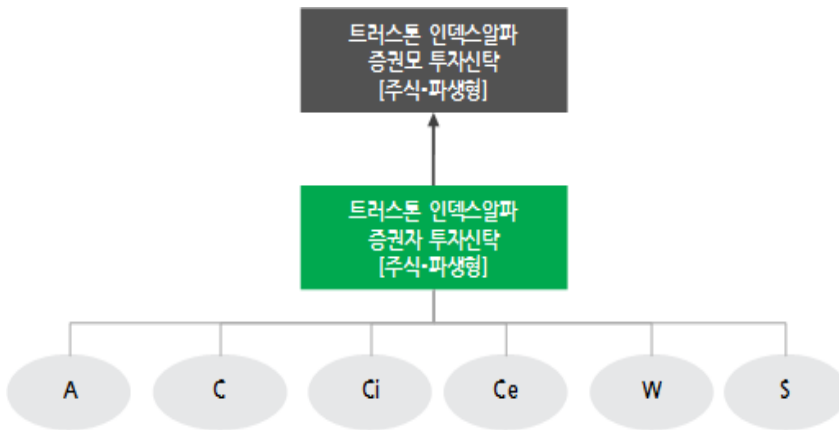 트러스톤 인덱스알파
증권모 투자신탁
[주식-파생형]
트러스톤 인덱스알파
증권자 투자신탁
[주식-파생형]
A C Ci Ce W S